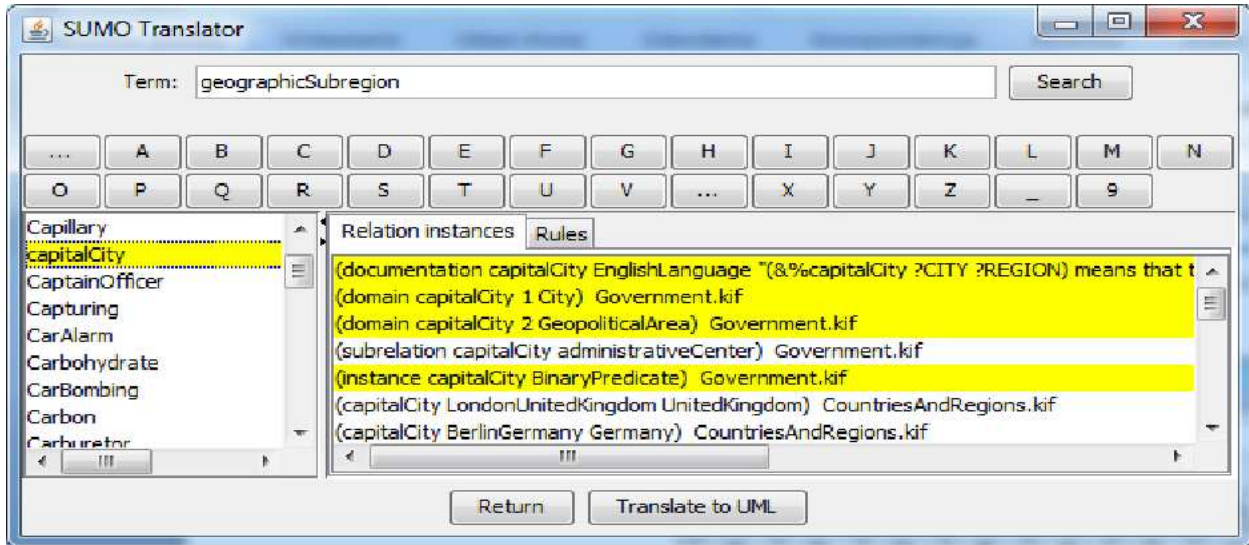 SUMO Translator
Term: geographicSubregion Search
... A B C D E F G H I J K L M N
O P Q R S T U V ... X Y Z _ 9
Capillary
capitalCity
CaptainOfficer
Capturing
CarAlarm
Carbohydrate
CarBombing
Carbon
Carburetor
Relation instances Rules
(documentation capitalCity EnglishLanguage "(&%capitalCity ?CITY ?REGION) means that t
(domain capitalCity 1 City) Government.kif
(domain capitalCity 2 GeopoliticalArea) Government.kif
(subrelation capitalCity administrativeCenter) Government.kif
(instance capitalCity BinaryPredicate) Government.kif
(capitalCity LondonUnitedKingdom UnitedKingdom) CountriesAndRegions.kif
(capitalCity BerlinGermany Germany) CountriesAndRegions.kif
Return Translate to UML